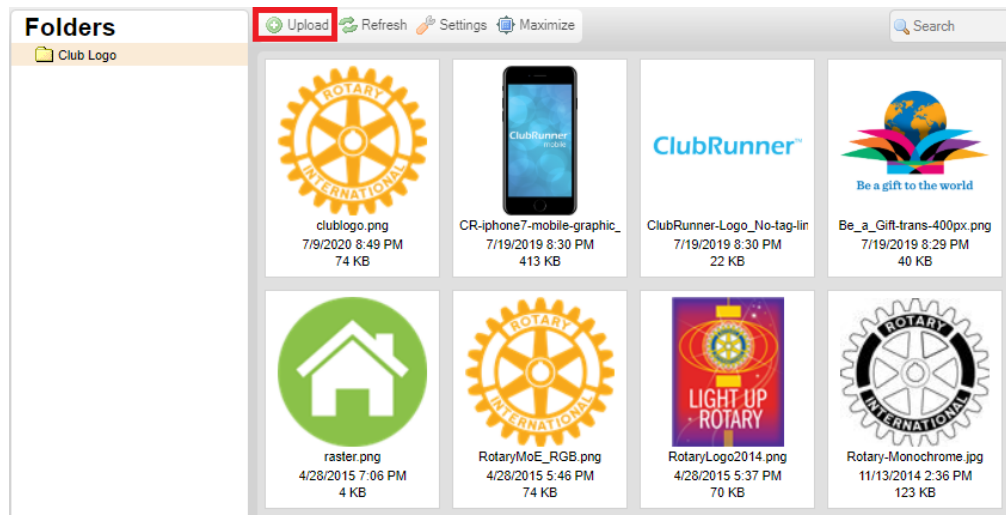 Folders
Club Logo
Upload Refresh Settings Maximize Search
ROTARY
INTERNATIONAL
ClubRunner
mobile
ClubRunner™
Be a gift to the world
clublogo.png
7/9/2020 8:49 PM
74 KB
CR-iphone7-mobile-graphic_
7/19/2019 8:30 PM
413 KB
ClubRunner-Logo_No-tag-lin
7/19/2019 8:30 PM
22 KB
Be_a_Gift-trans-400px.png
7/19/2019 8:29 PM
40 KB
ROTARY
INTERNATIONAL
LIGHT UP
ROTARY
ROTARY
INTERNATIONAL
raster.png
4/28/2015 7:06 PM
4 KB
RotaryMoE_RGB.png
4/28/2015 5:46 PM
74 KB
RotaryLogo2014.png
4/28/2015 5:37 PM
70 KB
Rotary-Monochrome.jpg
11/13/2014 2:36 PM
123 KB